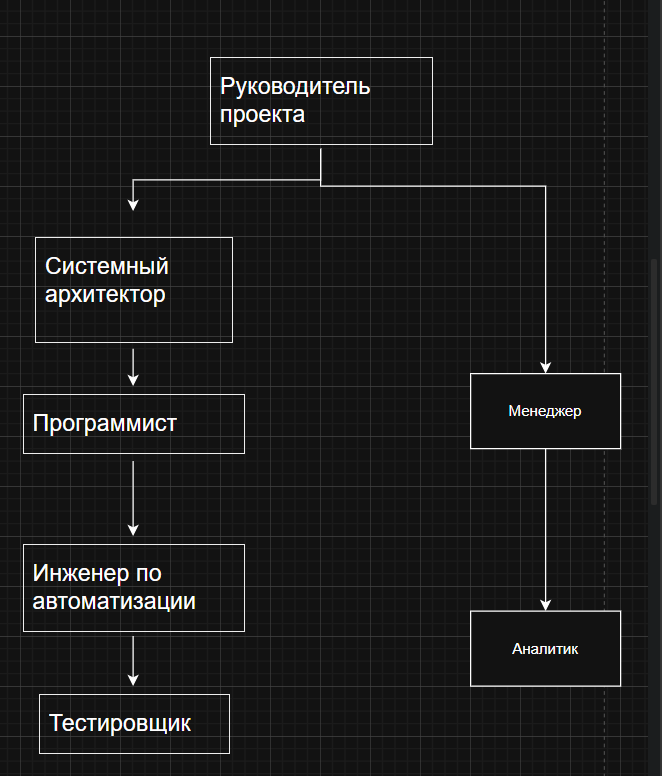 Руководитель
проекта
Системный
архитектор
Программист
Менеджер
Инженер по
автоматизации
Аналитик
Тестировщик